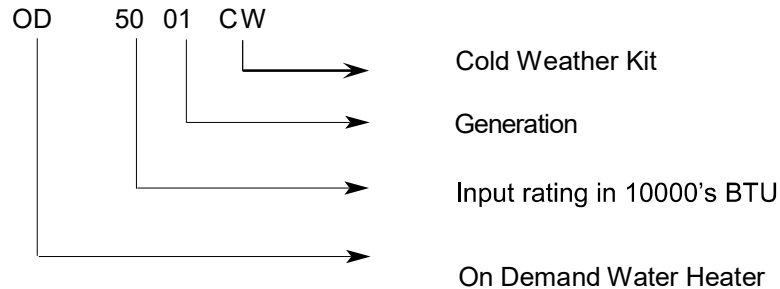 OD 50 01 CW
Cold Weather Kit
Generation
Input rating in 10000's BTU
On Demand Water Heater